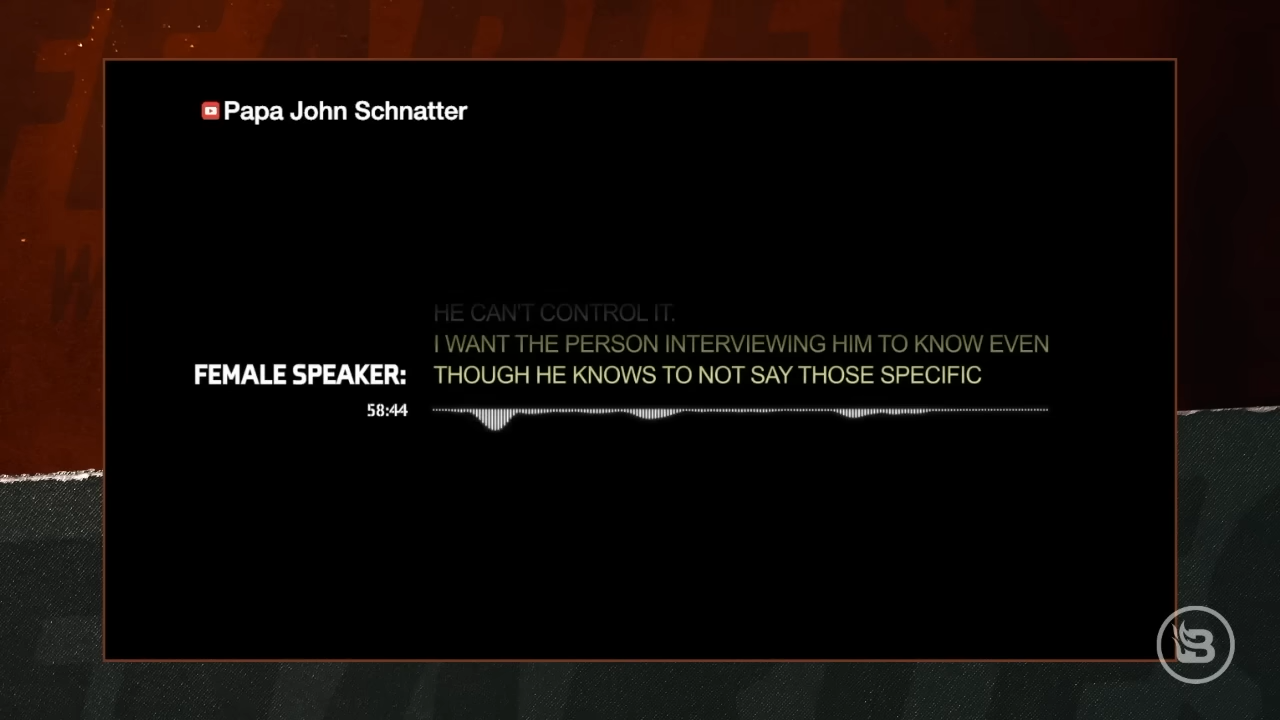 Papa John Schnatter
HE CAN'T CONTROL IT.
I WANT THE PERSON INTERVIEWING HIM TO KNOW EVEN
FEMALE SPEAKER: THOUGH HE KNOWS TO NOT SAY THOSE SPECIFIC
58:44
B